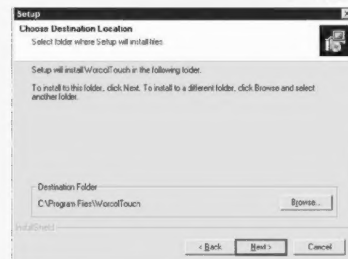 Setup
Choose Destination Location
Select folder where Setup will install files.
Setup will install WorcolTouch in the following folder.
To install to this folder, click Next. To install to a different folder, click Browse and select
another folder.
Destination Folder
C:\Program Files\WorcolTouch
Browse...
InstallShield
< Back
Next >
Cancel